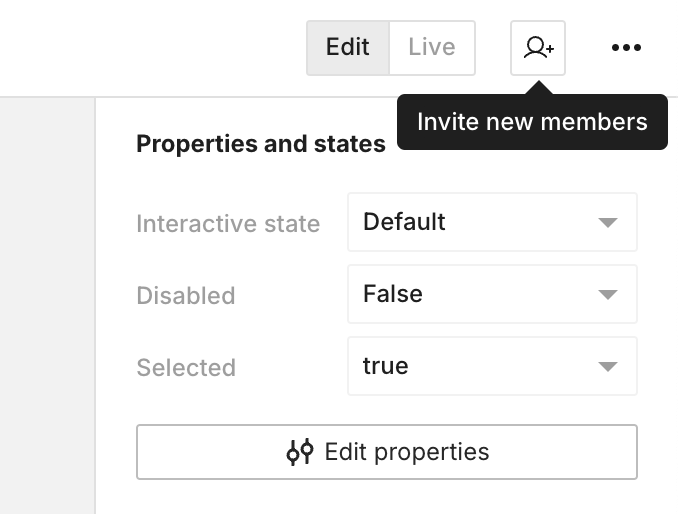 Edit Live
Invite new members
Properties and states
Interactive state Default
Disabled False
Selected true
Edit properties